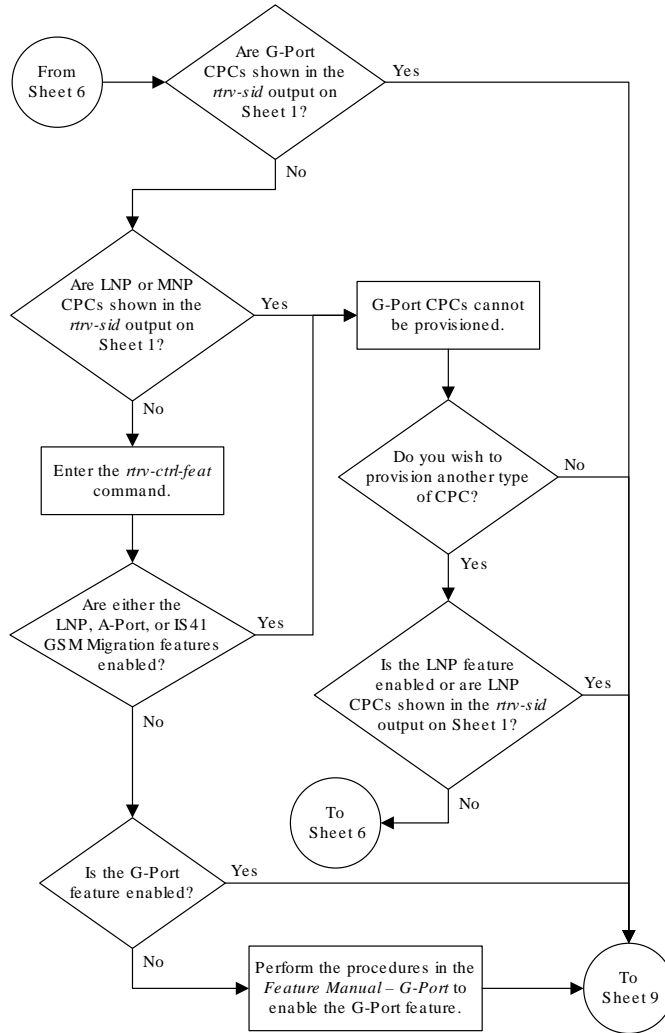 From
Sheet 6
Are G-Port
CPCs shown in the
rtrv-sid output on
Sheet 1?
Yes
No
Are LNP or MNP
CPCs shown in the
rtrv-sid output on
Sheet 1?
Yes
No
G-Port CPCs cannot
be provisioned.
Enter the rtrv-ctrl-feat
command.
Do you wish to
provision another type
of CPC?
No
Yes
Are either the
LNP, A-Port, or IS41
GSM Migration features
enabled?
Yes
No
Is the LNP feature
enabled or are LNP
CPCs shown in the rtrv-sid
output on Sheet 1?
Yes
No
To
Sheet 6
Is the G-Port
feature enabled?
Yes
No
Perform the procedures in the
Feature Manual – G-Port to
enable the G-Port feature.
To
Sheet 9